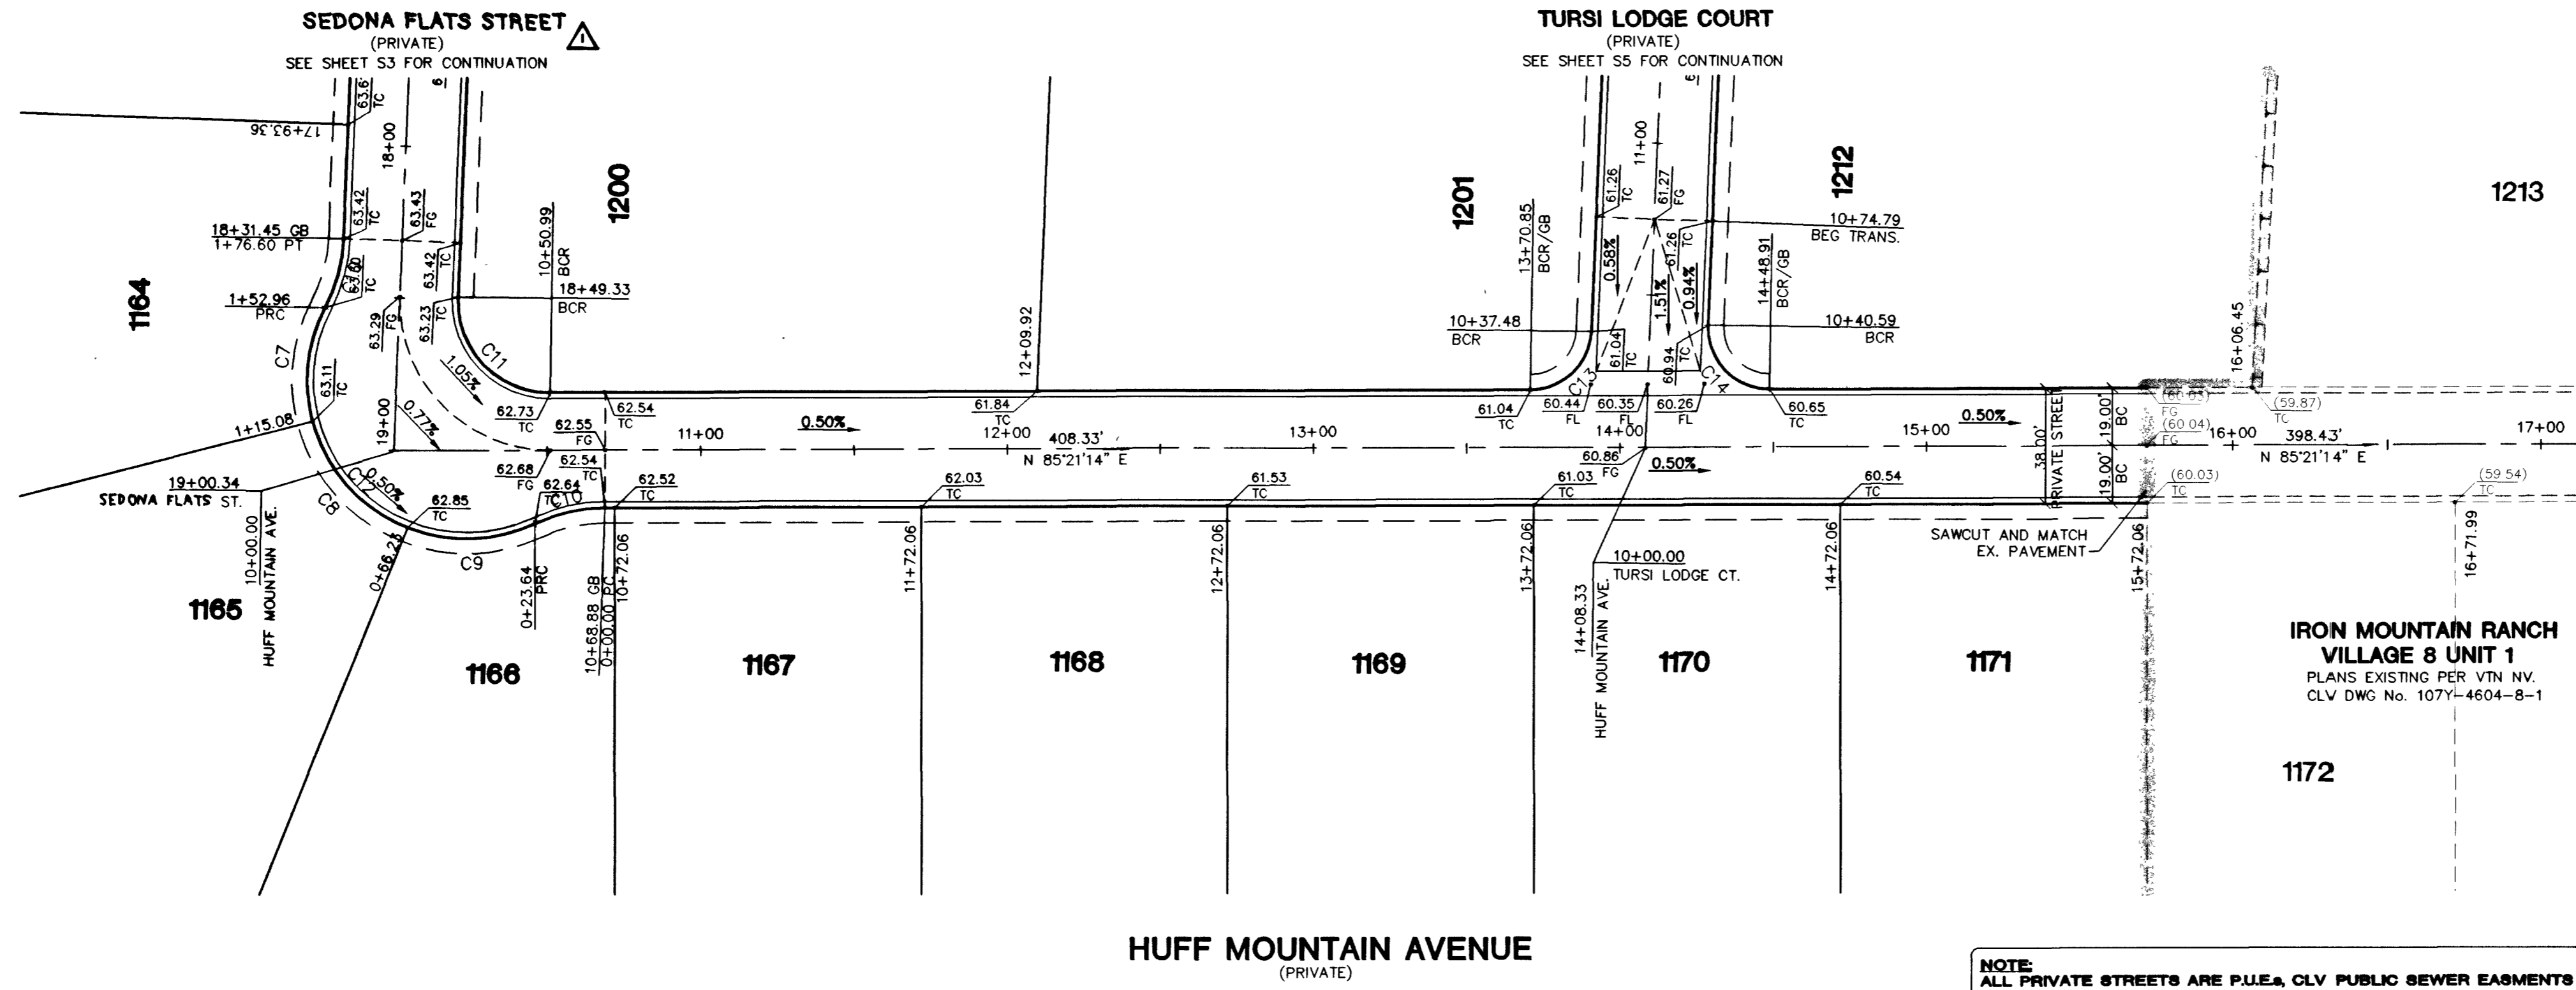 SEDONA FLATS STREET
1
(PRIVATE)
SEE SHEET S3 FOR CONTINUATION
TURSI LODGE COURT
(PRIVATE)
SEE SHEET S5 FOR CONTINUATION
17+93.36
TC
18+00
63.42
TC
63.43
FG
18+31.45 GB
1+76.60 PT
1200
10+50.99
BCR
63.60
TC
63.42
TC
1+52.96
PRC
1164
63.29
FG
63.23
TC
18+49.33
BCR
C7
C11
1.05%
63.11
TC
1+15.08
19+00
0.77%
62.73
TC
62.54
TC
62.55
FG
62.68
FG
62.54
TC
62.64
TC
C10
62.52
TC
19+00.34
SEDONA FLATS ST.
10+00.00
HUFF MOUNTAIN AVE.
C12
0.50%
C8
62.85
TC
C9
0+66.23
0+23.64
PRC
10+68.88 GB
0+00.00 PC
10+72.06
1165
1166
11+00
0.50%
12+09.92
61.84
TC
12+00
408.33'
N 85°21'14" E
13+00
62.03
TC
61.53
TC
61.03
TC
60.54
TC
11+72.06
12+72.06
13+72.06
14+72.06
15+72.06
1167
1168
1169
1170
1171
1201
13+70.85
BCR/GB
11+00
61.26
TC
61.27
FG
1212
10+74.79
BEG TRANS.
61.26
TC
0.58%
1.51%
0.94%
14+48.91
BCR/GB
10+37.48
BCR
10+40.59
BCR
61.04
TC
60.94
TC
C13
C14
61.04
TC
60.44
FL
60.35
FL
60.26
FL
60.65
TC
14+00
60.86
FG
0.50%
10+00.00
TURSI LODGE CT.
14+08.33
HUFF MOUNTAIN AVE.
15+00
0.50%
38.00'
PRIVATE STREET
19.00'
BC
19.00'
BC
1213
16+06.45
(60.03)
FG
(59.87)
TC
(60.04)
FG
16+00
398.43'
N 85°21'14" E
17+00
(60.03)
TC
(59.54)
TC
16+71.99
SAWCUT AND MATCH
EX. PAVEMENT
IRON MOUNTAIN RANCH
VILLAGE 8 UNIT 1
PLANS EXISTING PER VTN NV.
CLV DWG No. 107Y-4604-8-1
1172
HUFF MOUNTAIN AVENUE
(PRIVATE)
NOTE:
ALL PRIVATE STREETS ARE P.U.E.s, CLV PUBLIC SEWER EASMENTS